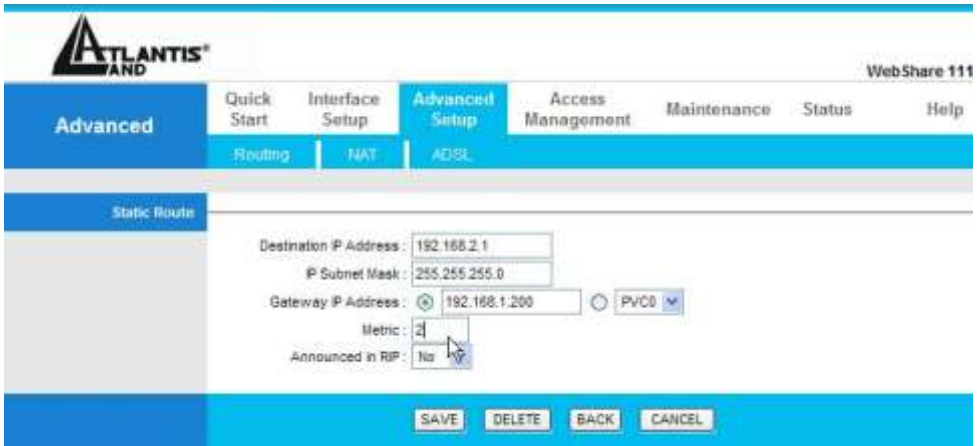 ATLANTIS®
AND
WebShare 111
Advanced
Quick Start
Interface Setup
Advanced Setup
Access Management
Maintenance
Status
Help
Routing
NAT
ADSL
Static Route
Destination IP Address : 192.168.2.1
IP Subnet Mask : 255.255.255.0
Gateway IP Address : 192.168.1.200 PVC0
Metric : 2
Announced in RIP : No
SAVE DELETE BACK CANCEL